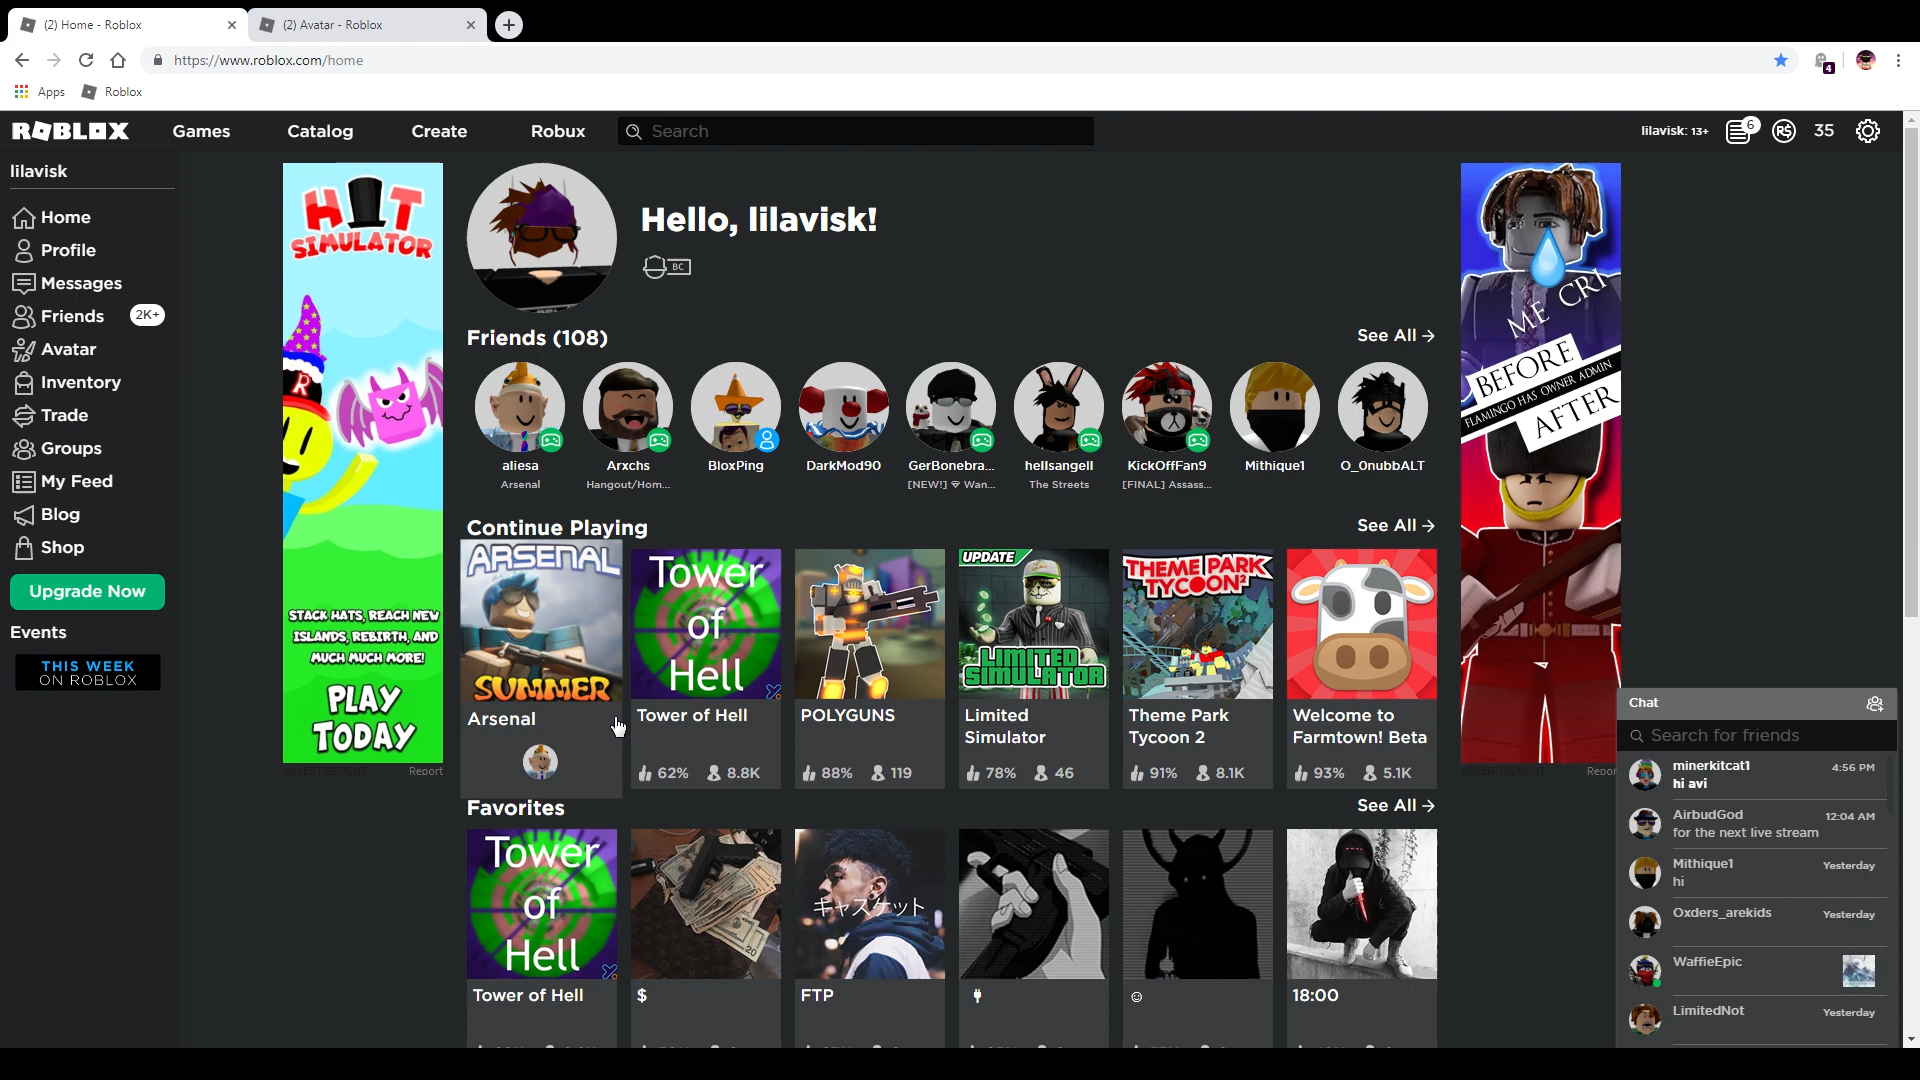 (2) Home - Roblox
(2) Avatar - Roblox
https://www.roblox.com/home
4
Apps
Roblox
ROBLOX
Games
Catalog
Create
Robux
Search
lilavisk: 13+
6
R$
35
lilavisk
Home
Profile
Messages
Friends
2K+
Avatar
Inventory
Trade
Groups
My Feed
Blog
Shop
Upgrade Now
Events
THIS WEEK
ON ROBLOX
HAT
SIMULATOR
R
STACK HATS, REACH NEW
ISLANDS, REBIRTH, AND
MUCH MUCH MORE!
PLAY
TODAY
ADVERTISEMENT
Report
Hello, lilavisk!
BC
Friends (108)
See All
aliesa
Arsenal
Arxchs
Hangout/Hom...
BloxPing
DarkMod90
GerBonebra...
[NEW!] Wan...
hellsangell
The Streets
KickOffFan9
[FINAL] Assass...
Mithique1
O_0nubbALT
Continue Playing
See All
ARSENAL
SUMMER
Arsenal
Tower
of
Hell
Tower of Hell
62%
8.8K
POLYGUNS
88%
119
UPDATE
LIMITED
SIMULATOR
Limited
Simulator
78%
46
THEME PARK
TYCOON 2
Theme Park
Tycoon 2
91%
8.1K
Welcome to
Farmtown! Beta
93%
5.1K
Favorites
See All
Tower
of
Hell
Tower of Hell
$
20
キャスケット
FTP
18:00
ME CRI
BEFORE
FLAMINGO HAS OWNER ADMIN
AFTER
ADVERTISEMENT
Repor
Chat
Search for friends
minerkitcat1
4:56 PM
hi avi
AirbudGod
12:04 AM
for the next live stream
Mithique1
Yesterday
hi
Oxders_arekids
Yesterday
WaffieEpic
LimitedNot
Yesterday